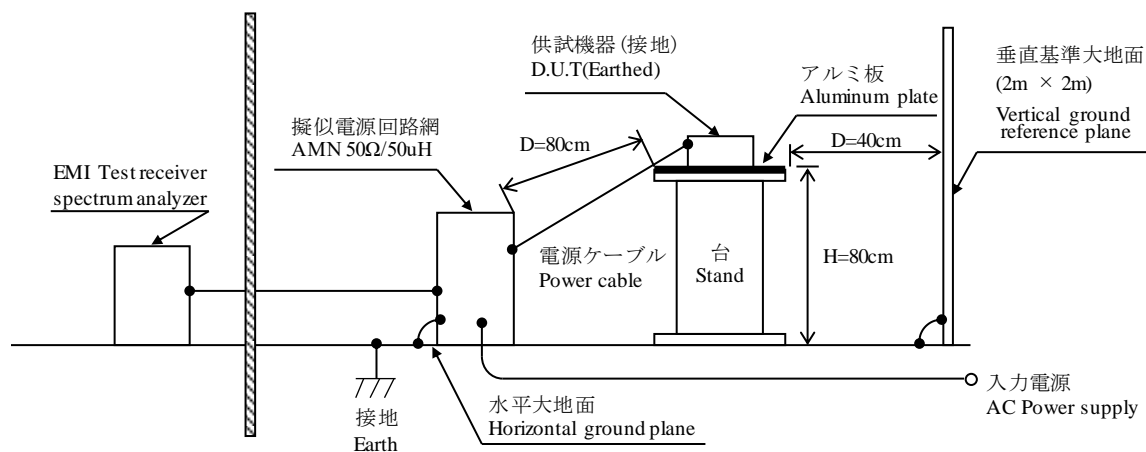 供試機器 (接地)
D.U.T(Earthed)
アルミ板
Aluminum plate
垂直基準大地面
(2m × 2m)
Vertical ground
reference plane
擬似電源回路網
AMN 50Ω/50uH
D=80cm
D=40cm
EMI Test receiver
spectrum analyzer
電源ケーブル
Power cable
台
Stand
H=80cm
接地
Earth
水平大地面
Horizontal ground plane
入力電源
AC Power supply